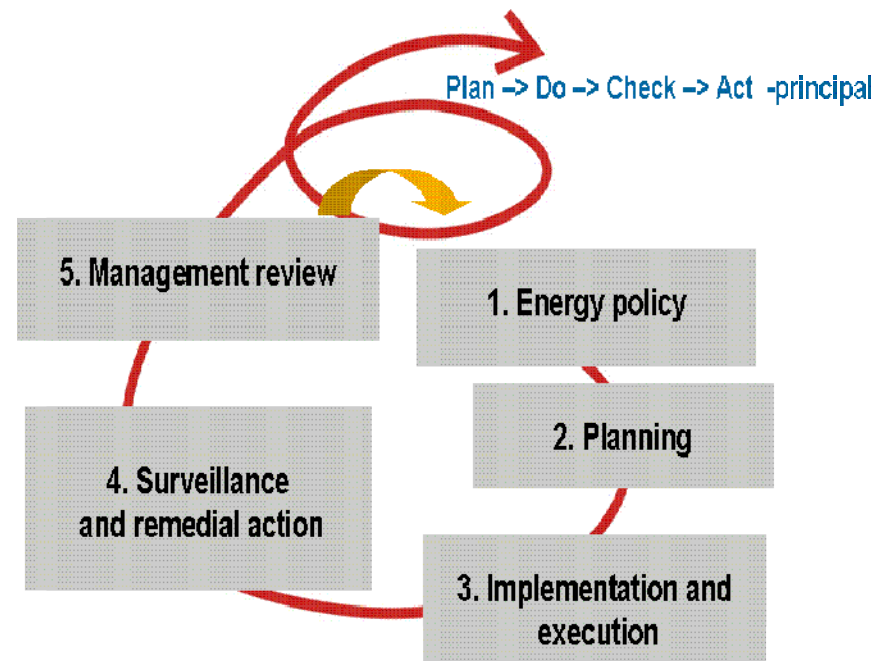 Plan –> Do –> Check –> Act -principal
5. Management review
1. Energy policy
2. Planning
4. Surveillance
and remedial action
3. Implementation and
execution